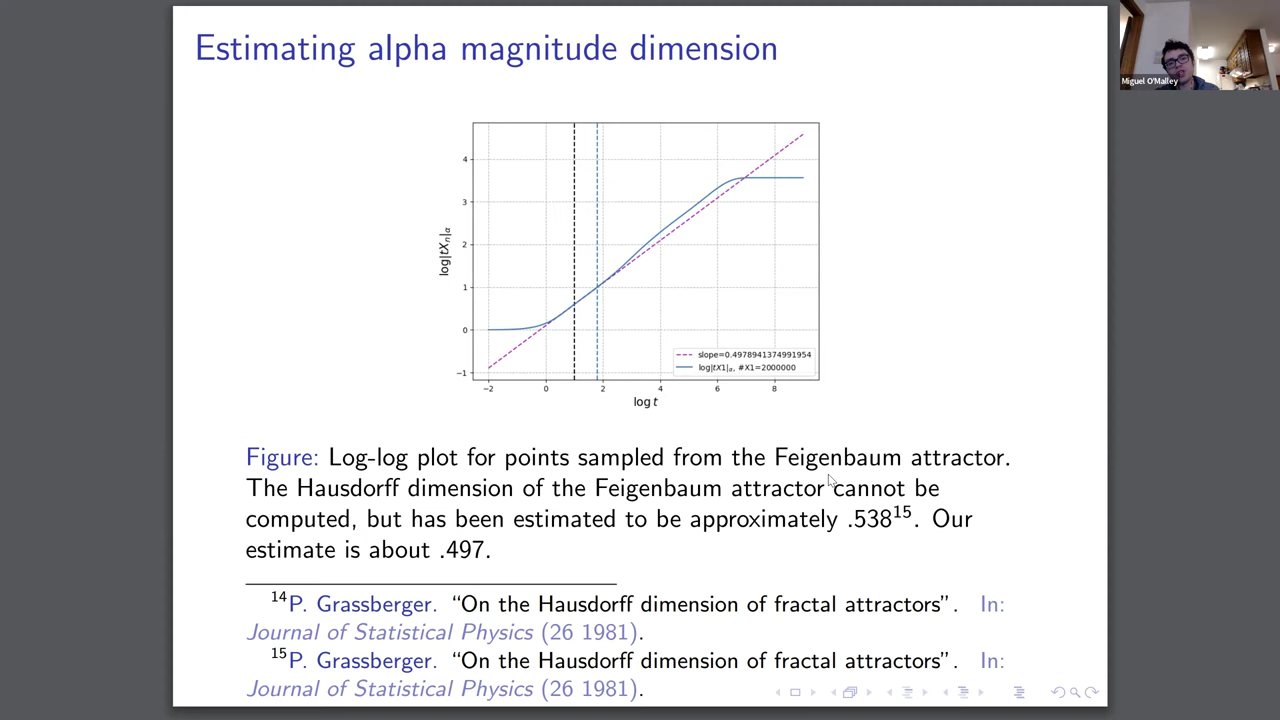 Estimating alpha magnitude dimension
Miguel O'Malley
4
3
2
1
0
−1
log|tXₙ|α
−2
0
2
4
6
8
log t
slope=0.4978941374991954
log|tX1|α, #X1=2000000
Figure: Log-log plot for points sampled from the Feigenbaum attractor.
The Hausdorff dimension of the Feigenbaum attractor cannot be
computed, but has been estimated to be approximately .538¹⁵. Our
estimate is about .497.
¹⁴P. Grassberger. “On the Hausdorff dimension of fractal attractors”. In:
Journal of Statistical Physics (26 1981).
¹⁵P. Grassberger. “On the Hausdorff dimension of fractal attractors”. In:
Journal of Statistical Physics (26 1981).